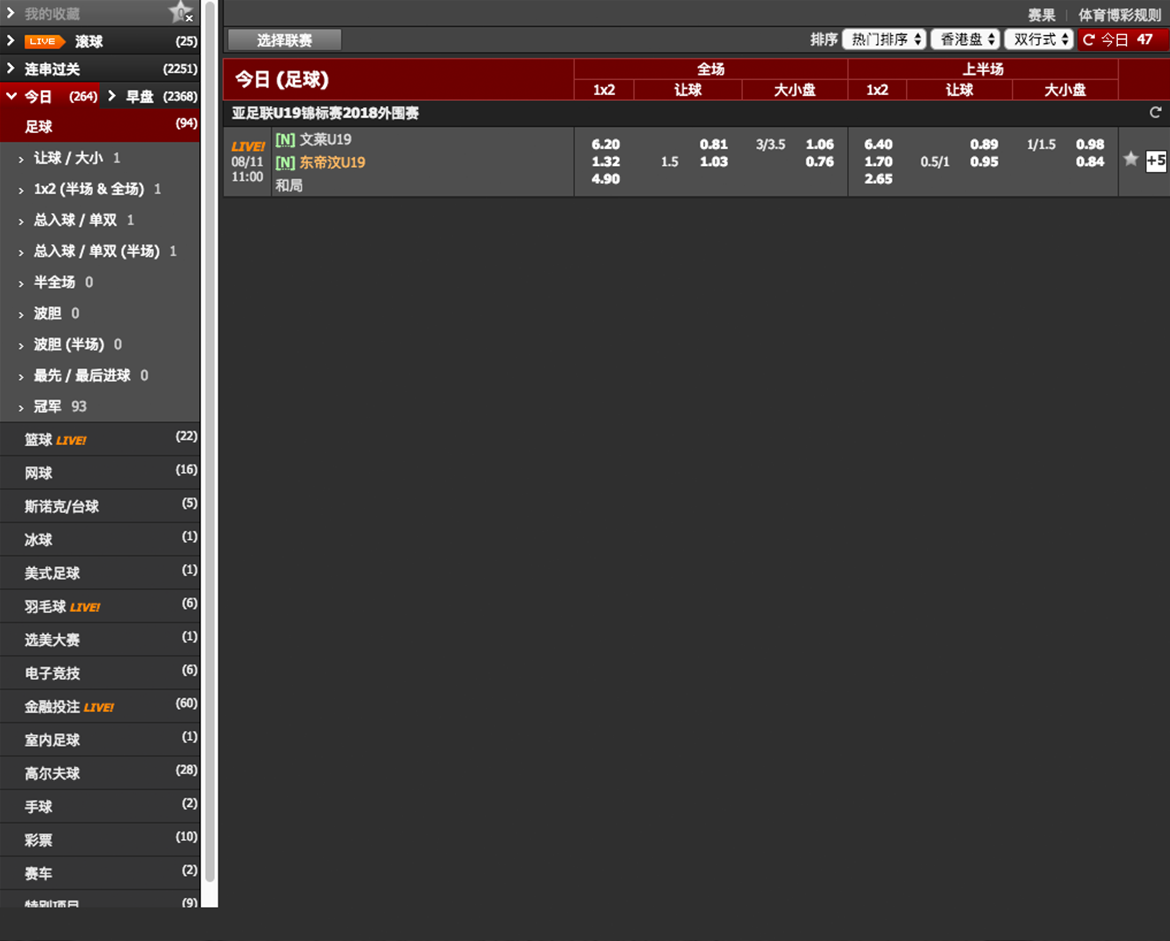 我的收藏 0
LIVE 滚球 (25)
连串过关 (2251)
今日 (264) 早盘 (2368)
足球 (94)
让球 / 大小 1
1x2 (半场 & 全场) 1
总入球 / 单双 1
总入球 / 单双 (半场) 1
半全场 0
波胆 0
波胆 (半场) 0
最先 / 最后进球 0
冠军 93
篮球 LIVE! (22)
网球 (16)
斯诺克/台球 (5)
冰球 (1)
美式足球 (1)
羽毛球 LIVE! (6)
选美大赛 (1)
电子竞技 (6)
金融投注 LIVE! (60)
室内足球 (1)
高尔夫球 (28)
手球 (2)
彩票 (10)
赛车 (2)
特别项目 (9)
赛果 | 体育博彩规则
选择联赛 排序 热门排序 香港盘 双行式 今日 47
今日 (足球) 全场 上半场
1x2 让球 大小盘 1x2 让球 大小盘
亚足联U19锦标赛2018外围赛
LIVE! [N] 文莱U19 6.20 0.81 3/3.5 1.06 6.40 0.89 1/1.5 0.98
08/11 [N] 东帝汶U19 1.32 1.5 1.03 0.76 1.70 0.5/1 0.95 0.84 +5
11:00 和局 4.90 2.65